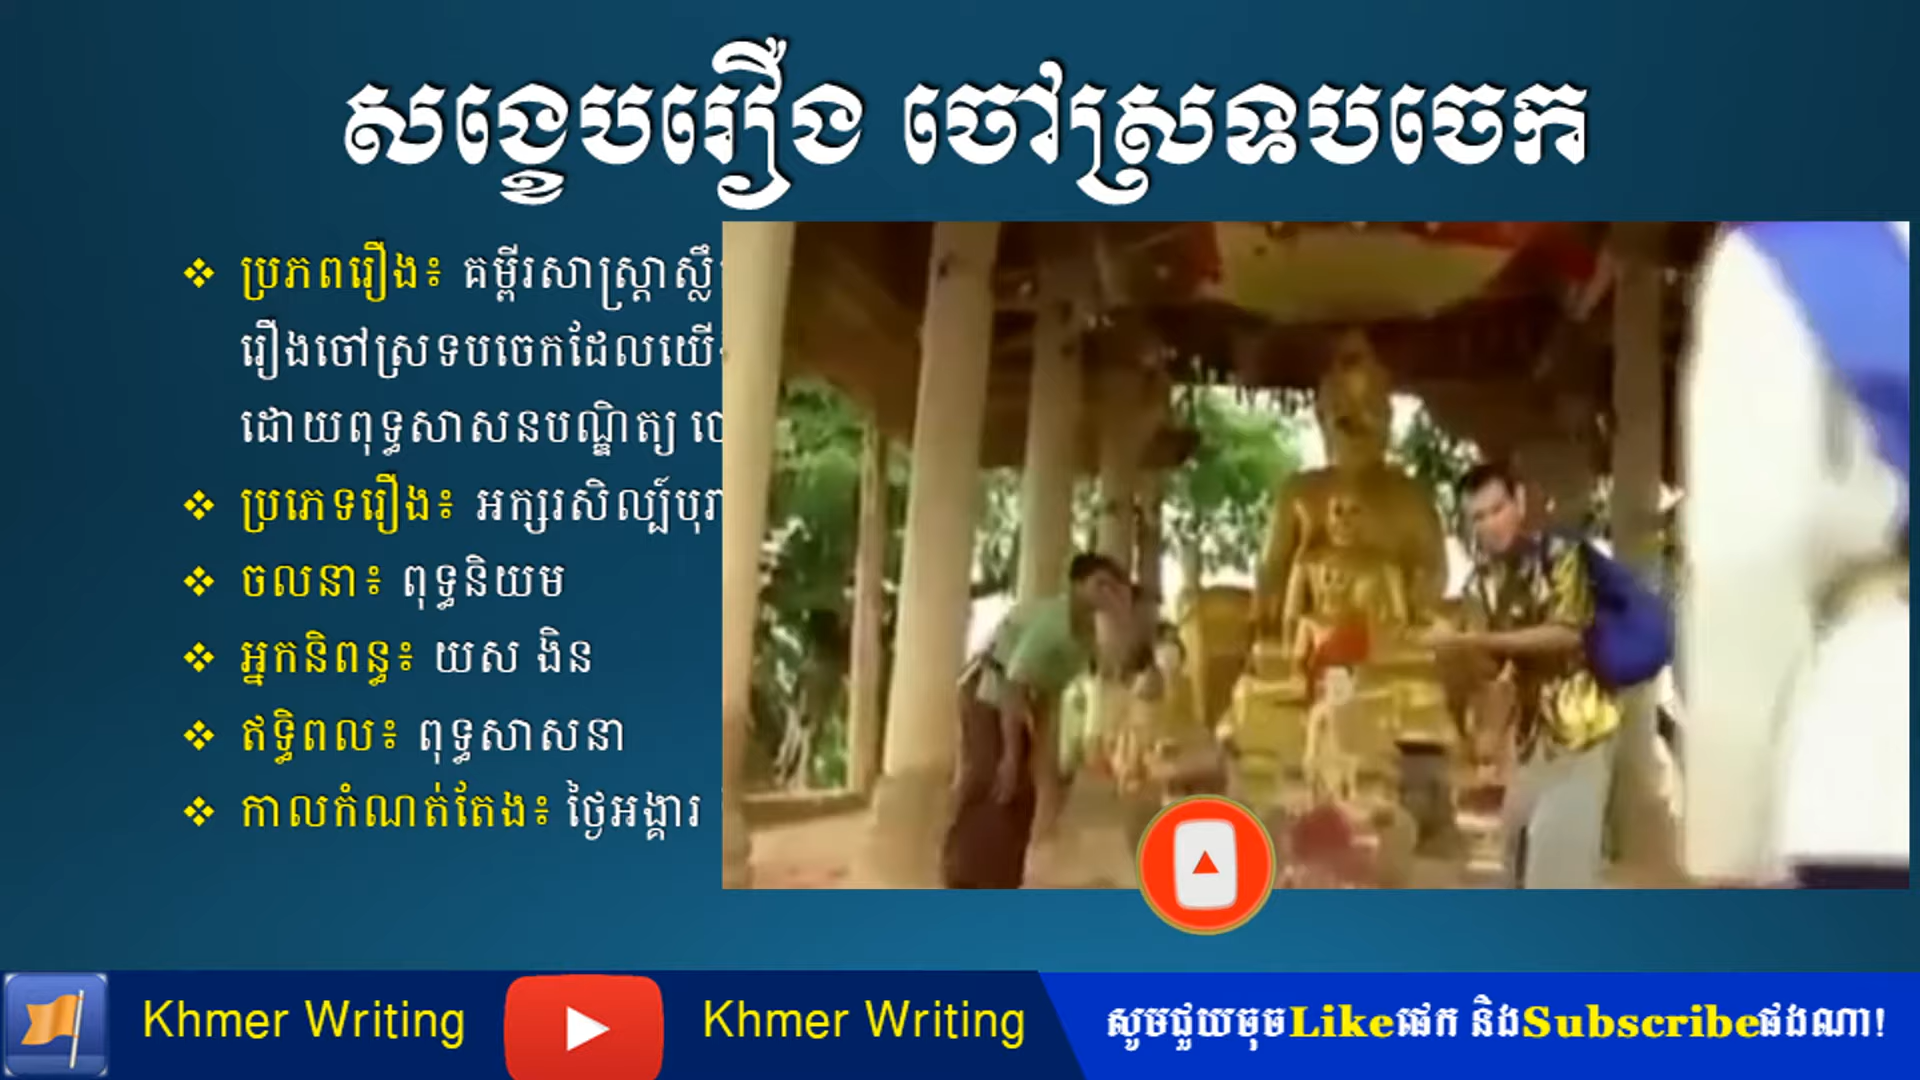 សង្ខេបរឿង ចៅស្រទបចេក
❖ ប្រភពរឿង៖ គម្ពីរសាស្ត្រាស្លឹ
រឿងចៅស្រទបចេកដែលយើ
ដោយពុទ្ធសាសនបណ្ឌិត្យ
❖ ប្រភេទរឿង៖ អក្សរសិល្ប៍បុរា
❖ ចលនា៖ ពុទ្ធនិយម
❖ អ្នកនិពន្ធ៖ យស ងិន
❖ ឥទ្ធិពល៖ ពុទ្ធសាសនា
❖ កាលកំណត់តែង៖ ថ្ងៃអង្គារ
Khmer Writing
Khmer Writing
សូមជួយចុចLikeផេក និងSubscribeផងណា!